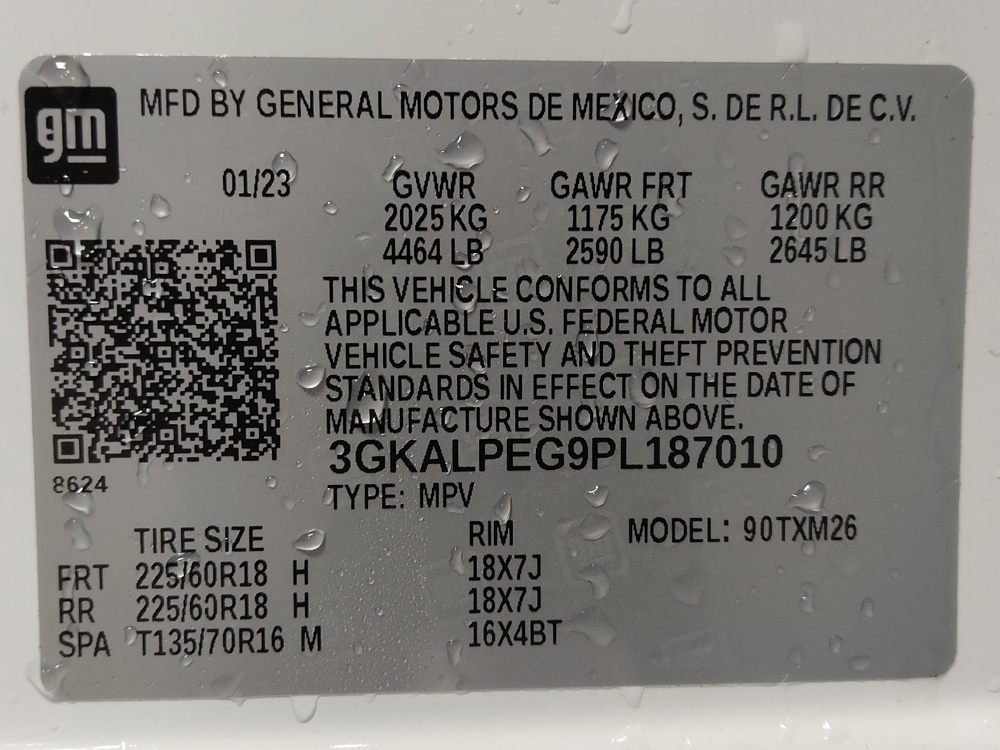 gm MFD BY GENERAL MOTORS DE MEXICO, S. DE R.L. DE C.V.
01/23 GVWR GAWR FRT GAWR RR
2025 KG 1175 KG 1200 KG
4464 LB 2590 LB 2645 LB
THIS VEHICLE CONFORMS TO ALL
APPLICABLE U.S. FEDERAL MOTOR
VEHICLE SAFETY AND THEFT PREVENTION
STANDARDS IN EFFECT ON THE DATE OF
MANUFACTURE SHOWN ABOVE.
3GKALPEG9PL187010
8624
TYPE: MPV
TIRE SIZE RIM MODEL: 90TXM26
FRT 225/60R18 H 18X7J
RR 225/60R18 H 18X7J
SPA T135/70R16 M 16X4BT